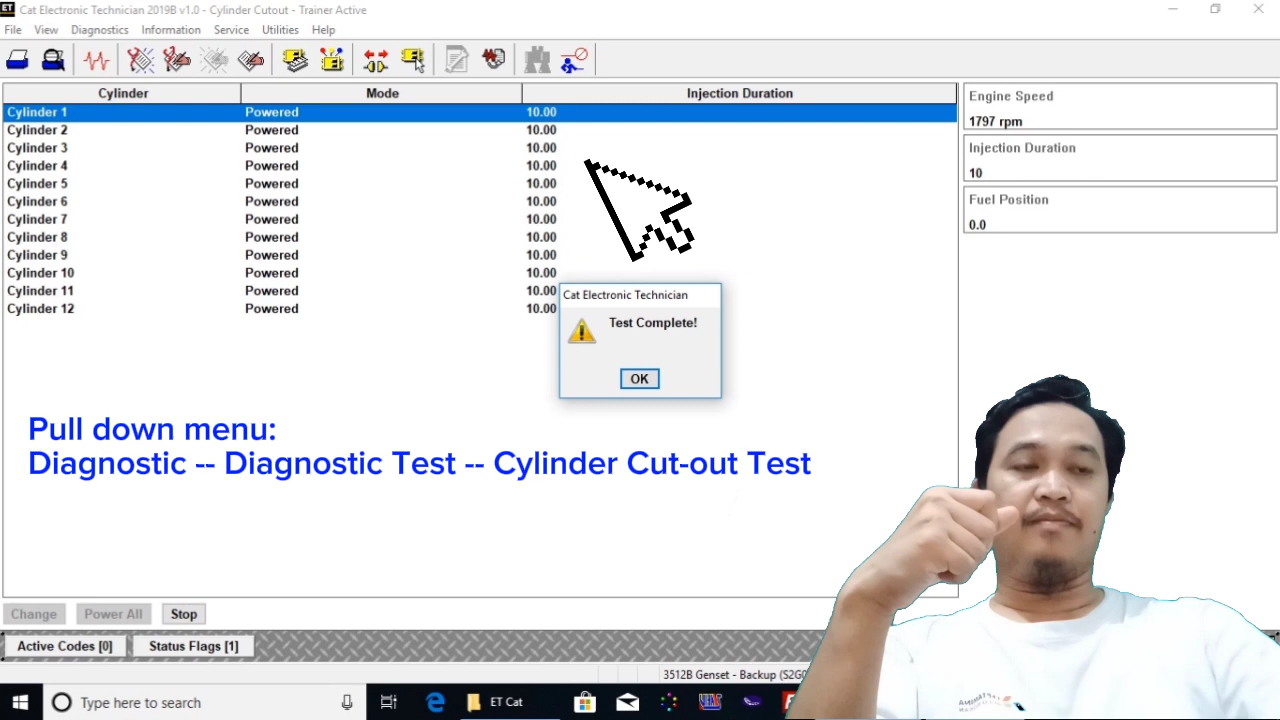 ET Cat Electronic Technician 2019B v1.0 - Cylinder Cutout - Trainer Active
File View Diagnostics Information Service Utilities Help
Cylinder Mode Injection Duration
Cylinder 1 Powered 10.00
Cylinder 2 Powered 10.00
Cylinder 3 Powered 10.00
Cylinder 4 Powered 10.00
Cylinder 5 Powered 10.00
Cylinder 6 Powered 10.00
Cylinder 7 Powered 10.00
Cylinder 8 Powered 10.00
Cylinder 9 Powered 10.00
Cylinder 10 Powered 10.00
Cylinder 11 Powered 10.00
Cylinder 12 Powered 10.00
Engine Speed
1797 rpm
Injection Duration
10
Fuel Position
0.0
Cat Electronic Technician
Test Complete!
OK
Pull down menu:
Diagnostic -- Diagnostic Test -- Cylinder Cut-out Test
Change Power All Stop
Active Codes [0] Status Flags [1]
3512B Genset - Backup
Type here to search ET Cat